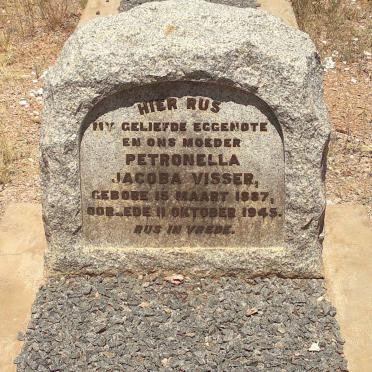 HIER RUS
MY GELIEFDE EGGENOTE
EN ONS MOEDER
PETRONELLA
JACOBA VISSER,
GEBORE 15 MAART 1897,
OORLEDE 11 OKTOBER 1945.
RUS IN VREDE.